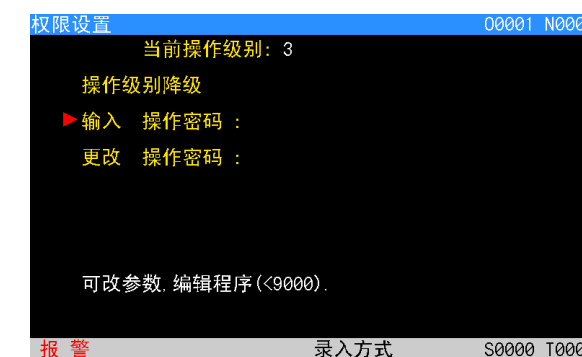 权限设置 O0001 N000
当前操作级别: 3
操作级别降级
输入 操作密码 :
更改 操作密码 :
可改参数, 编辑程序(<9000).
报 警 录入方式 S0000 T000